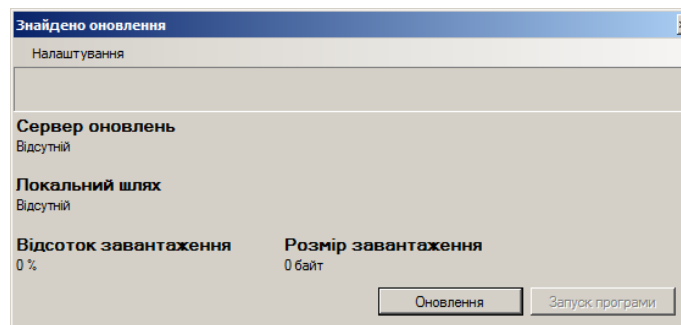 Знайдено оновлення
Налаштування
Сервер оновлень
Відсутній
Локальний шлях
Відсутній
Відсоток завантаження
0 %
Розмір завантаження
0 байт
Оновлення
Запуск програми